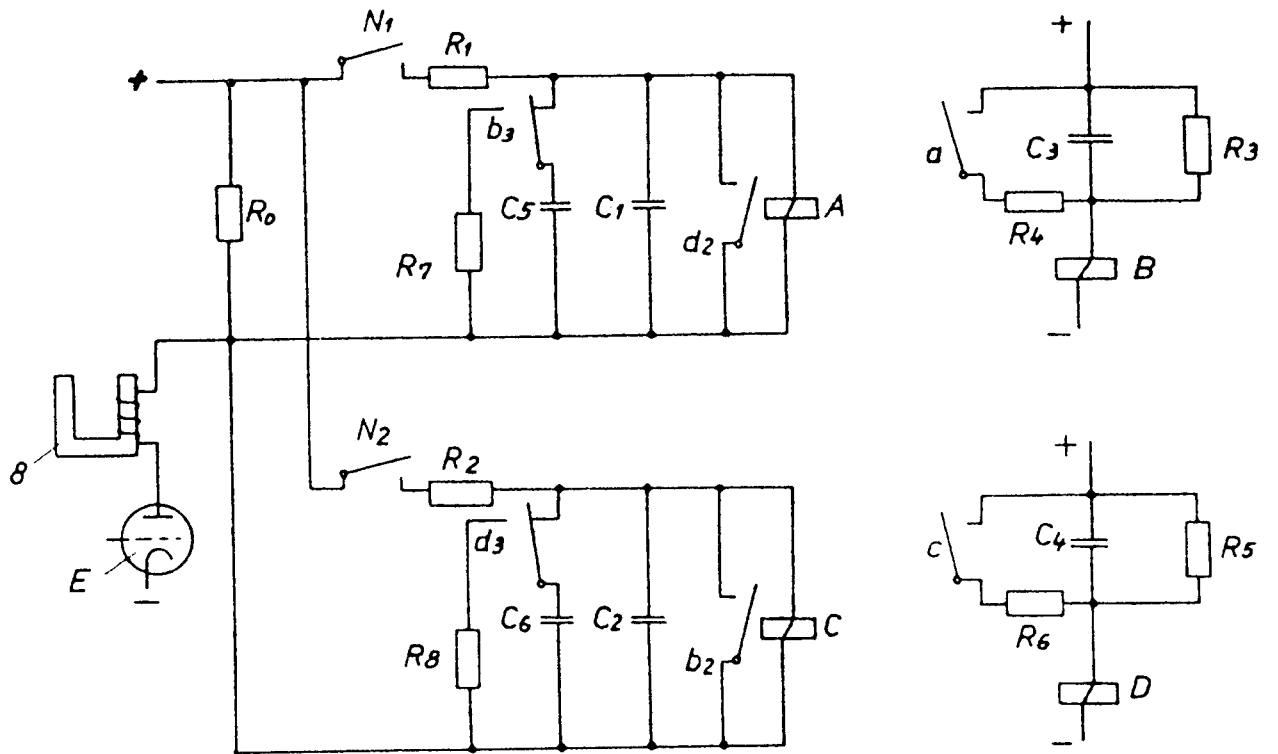 N1
R1
+
+
b3
a
C3
R3
R0
C5
C1
A
R4
R7
d2
B
−
N2
8
R2
+
d3
c
C4
R5
E
−
C6
C2
C
R6
R8
b2
D
−